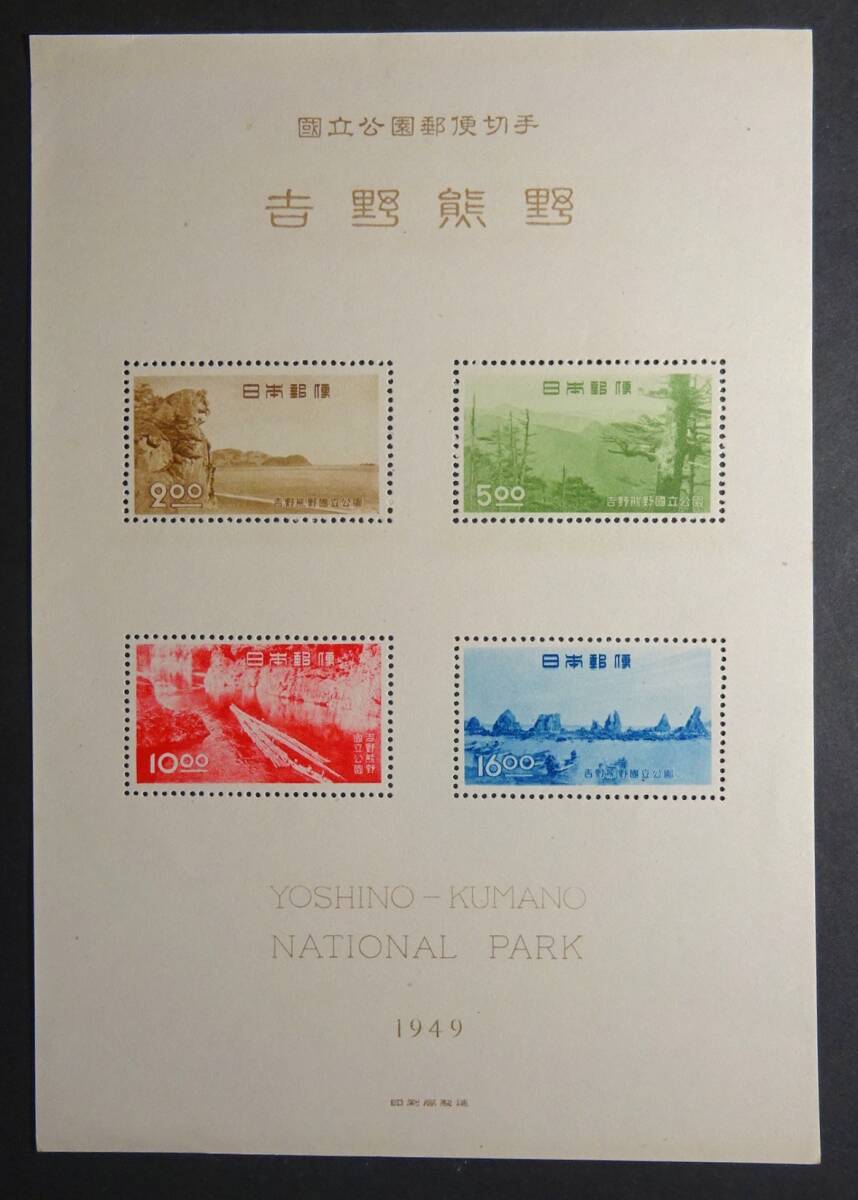 國立公園郵便切手
吉野熊野
日本郵便
2.00
吉野熊野國立公園
日本郵便
5.00
吉野熊野國立公園
日本郵便
10.00
吉野熊野
國立公園
日本郵便
16.00
吉野熊野國立公園
YOSHINO – KUMANO
NATIONAL PARK
1949
印刷廳製造